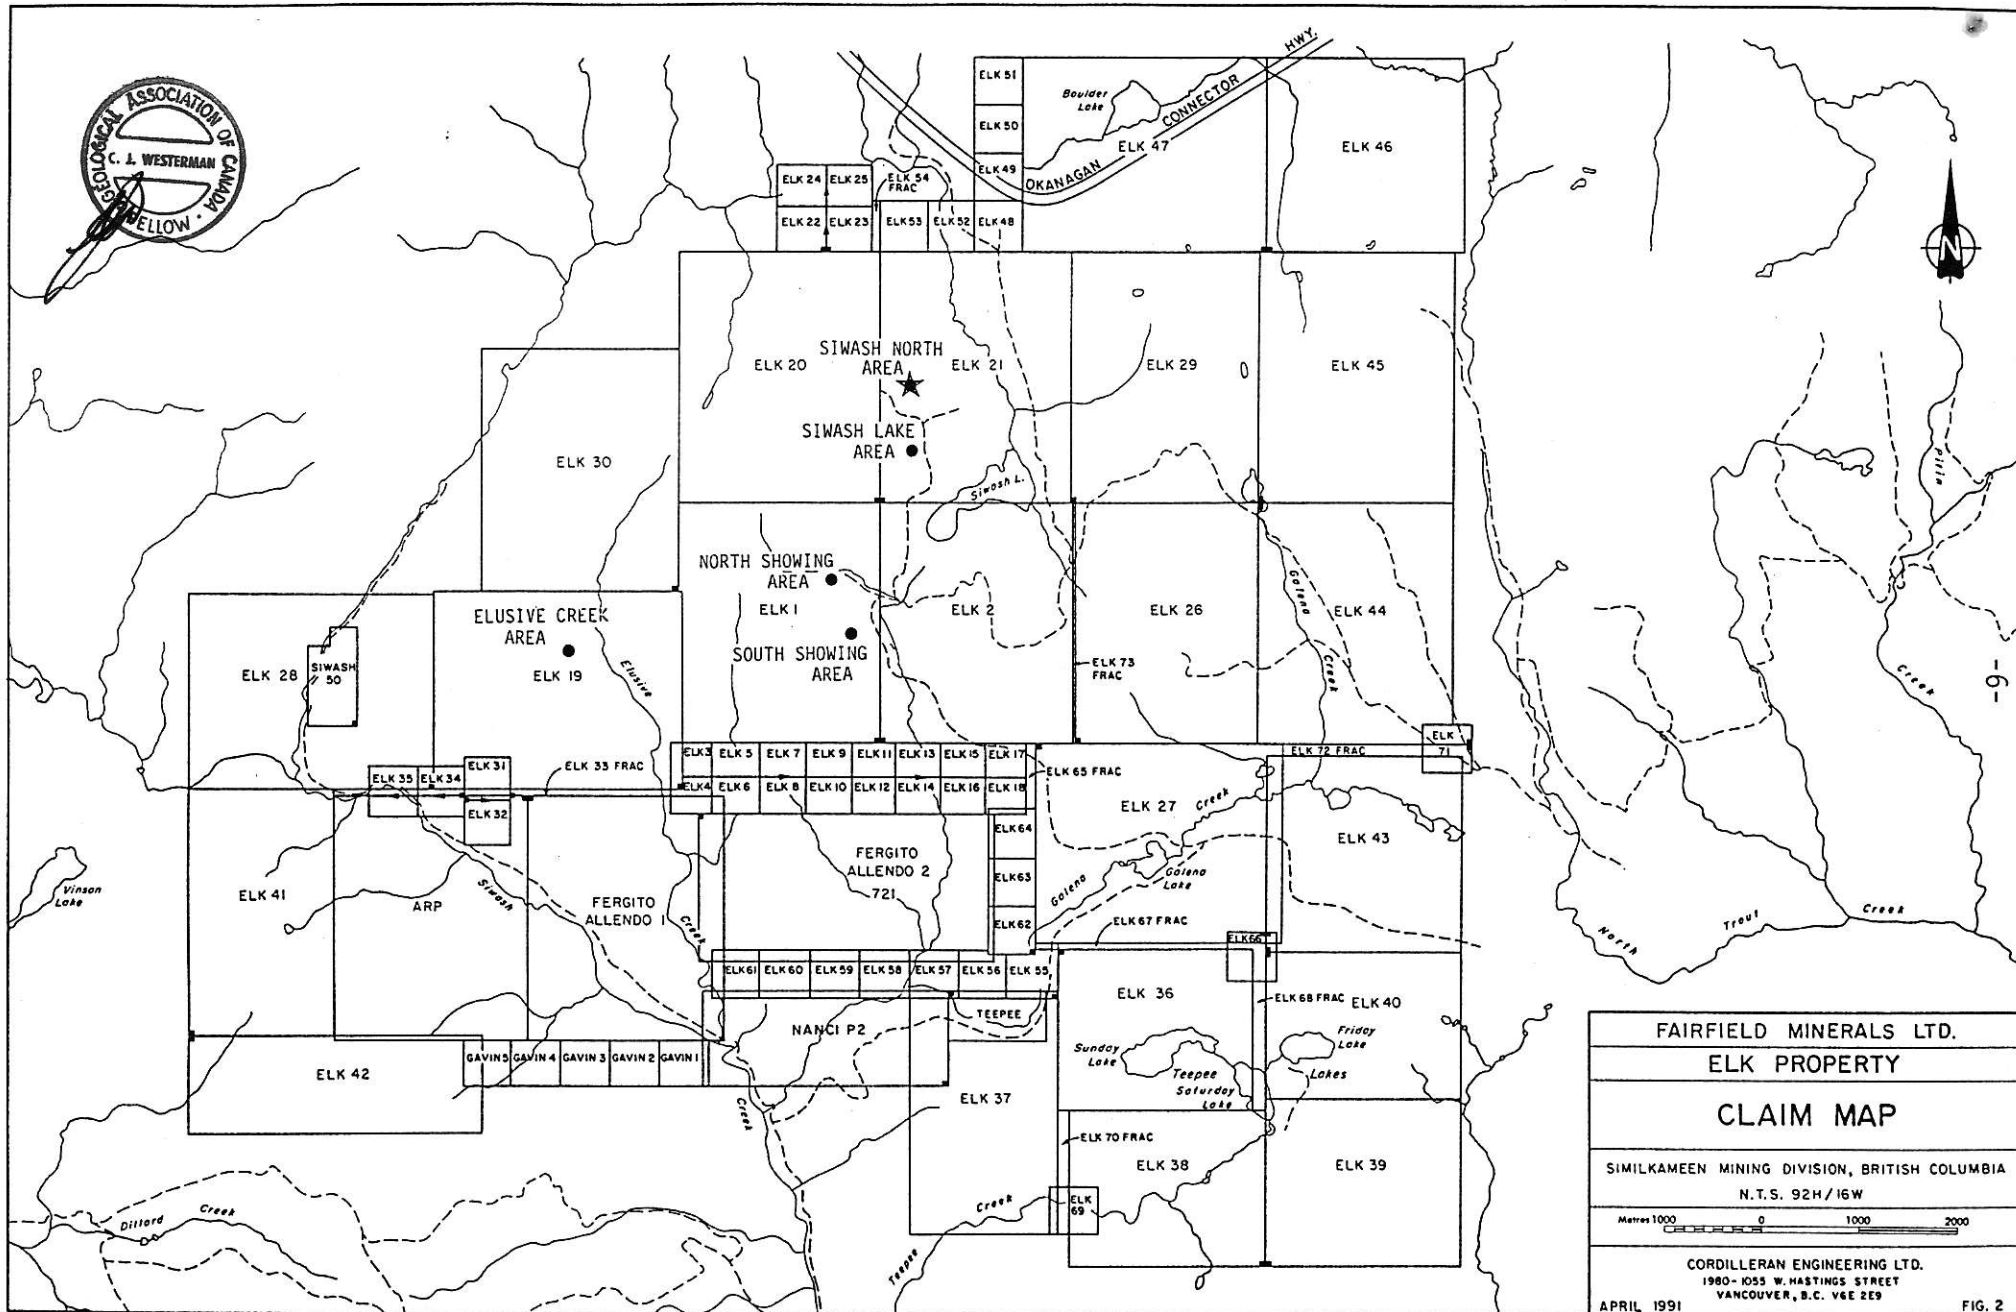 GEOLOGICAL ASSOCIATION OF CANADA
C. J. WESTERMAN
FELLOW
HWY.
ELK 51
Boulder
Lake
CONNECTOR
ELK 50
ELK 47
ELK 46
ELK 49
OKANAGAN
ELK 24
ELK 25
ELK 54
FRAC
ELK 22
ELK 23
ELK 53
ELK 52
ELK 48
N
SIWASH NORTH
AREA
ELK 20
ELK 21
ELK 29
ELK 45
SIWASH LAKE
AREA
ELK 30
Siwash L.
Pitin
Creek
NORTH SHOWING
AREA
ELK 1
ELK 2
ELK 26
ELK 44
Galena
Creek
ELUSIVE CREEK
AREA
ELK 19
Elusive
Creek
SOUTH SHOWING
AREA
ELK 28
SIWASH
50
ELK 73
FRAC
-6-
ELK
71
ELK 72 FRAC
ELK 3
ELK 5
ELK 7
ELK 9
ELK 11
ELK 13
ELK 15
ELK 17
ELK 4
ELK 6
ELK 8
ELK 10
ELK 12
ELK 14
ELK 16
ELK 18
ELK 65 FRAC
ELK 35
ELK 34
ELK 31
ELK 33 FRAC
ELK 32
ELK 27
Creek
ELK 43
ELK 64
FERGITO
ALLENDO 2
721
ELK 63
Galena
Galena
Lake
Vinson
Lake
ELK 41
ARP
Siwash
FERGITO
ALLENDO 1
ELK 62
ELK 67 FRAC
ELK 66
North
Trout
Creek
ELK 61
ELK 60
ELK 59
ELK 58
ELK 57
ELK 56
ELK 55
ELK 36
ELK 68 FRAC
ELK 40
TEEPEE
NANCI P2
Sunday
Lake
Friday
Lake
Teepee
Lakes
Saturday
Lake
GAVIN 5
GAVIN 4
GAVIN 3
GAVIN 2
GAVIN 1
ELK 42
Creek
ELK 37
ELK 70 FRAC
ELK 38
ELK 39
ELK
69
Creek
Teepee
Dillard
Creek
FAIRFIELD MINERALS LTD.
ELK PROPERTY
CLAIM MAP
SIMILKAMEEN MINING DIVISION, BRITISH COLUMBIA
N.T.S. 92H/16W
Metres 1000 0 1000 2000
CORDILLERAN ENGINEERING LTD.
1980-1055 W. HASTINGS STREET
VANCOUVER, B.C. V6E 2E9
APRIL 1991
FIG. 2